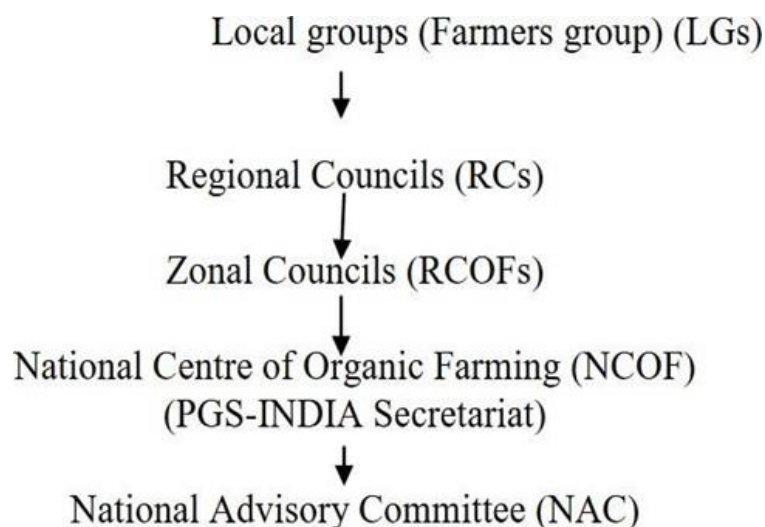 Local groups (Farmers group) (LGs)
Regional Councils (RCs)
Zonal Councils (RCOFs)
National Centre of Organic Farming (NCOF)
(PGS-INDIA Secretariat)
National Advisory Committee (NAC)